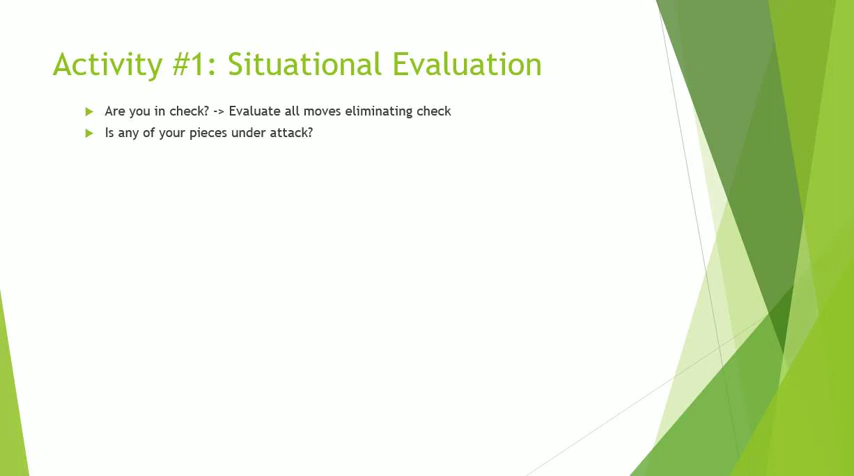 Activity #1: Situational Evaluation
Are you in check? -> Evaluate all moves eliminating check
Is any of your pieces under attack?